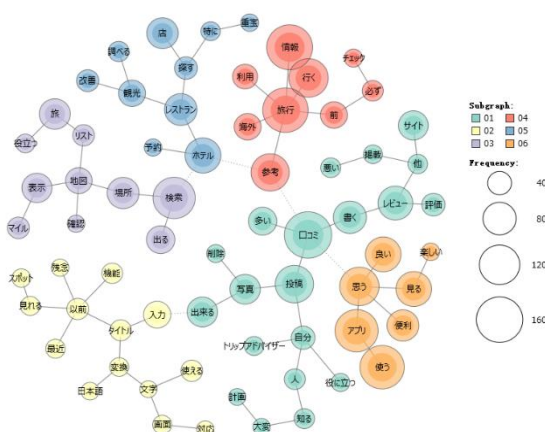 店
特に
重宝
調べる
探す
改善
観光
レストラン
予約
ホテル
情報
行く
チェック
利用
旅行
必ず
海外
前
参考
旅
リスト
役立つ
表示
地図
場所
検索
マイル
確認
出る
サイト
悪い
掲載
他
多い
書く
レビュー
評価
口コミ
削除
写真
投稿
出来る
自分
トリップアドバイザー
人
役に立つ
計画
大変
知る
良い
楽しい
思う
見る
アプリ
便利
使う
残念
スポット
機能
見れる
以前
入力
タイトル
最近
変換
使える
日本語
文字
画面
対応
Subgraph:
01 04
02 05
03 06
Frequency:
40
80
120
160